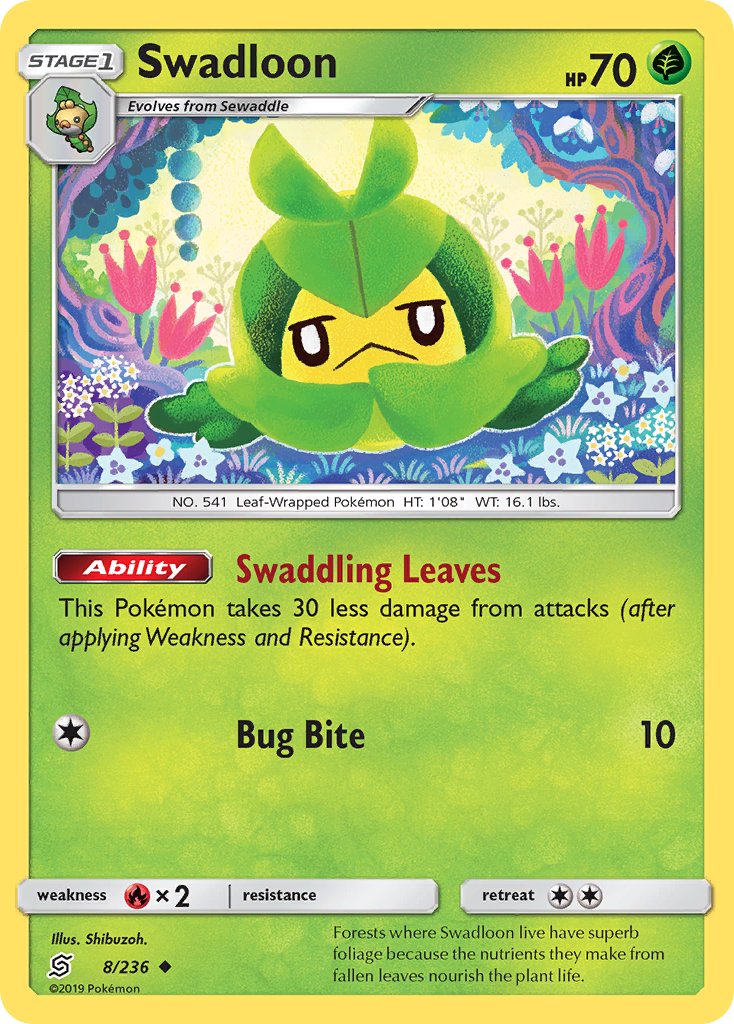 STAGE1 Swadloon HP70
Evolves from Sewaddle
NO. 541 Leaf-Wrapped Pokémon HT: 1'08" WT: 16.1 lbs.
Ability Swaddling Leaves
This Pokémon takes 30 less damage from attacks (after
applying Weakness and Resistance).
Bug Bite 10
weakness × 2 resistance retreat
Illus. Shibuzoh.
8/236
©2019 Pokémon
Forests where Swadloon live have superb
foliage because the nutrients they make from
fallen leaves nourish the plant life.